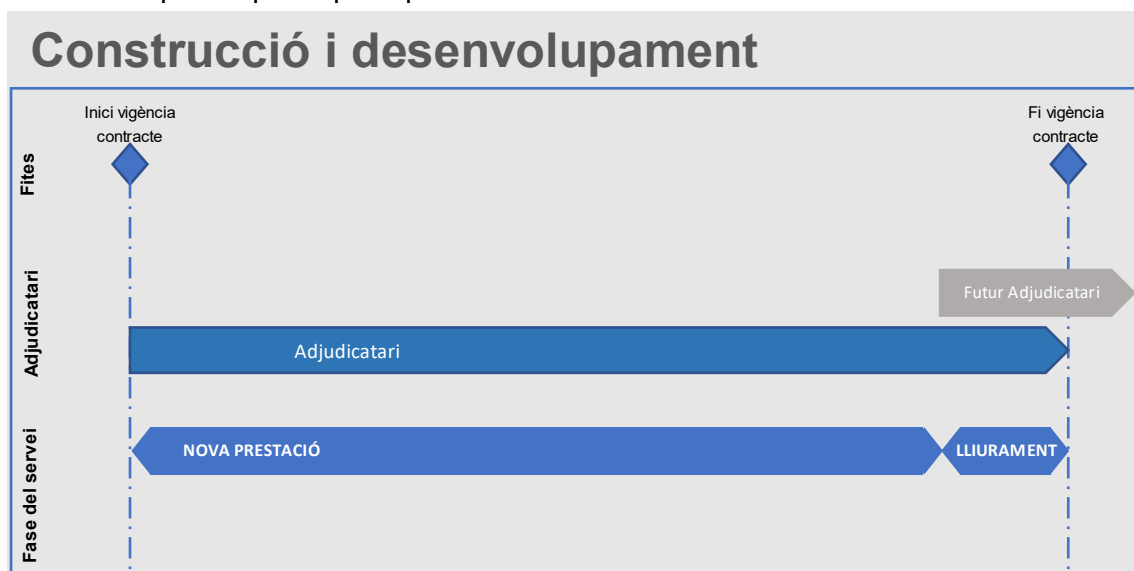 Construcció i desenvolupament
Inici vigència
contracte
Fi vigència
contracte
Fites
Futur Adjudicatari
Adjudicatari
Adjudicatari
NOVA PRESTACIÓ
LLIURAMENT
Fase del servei